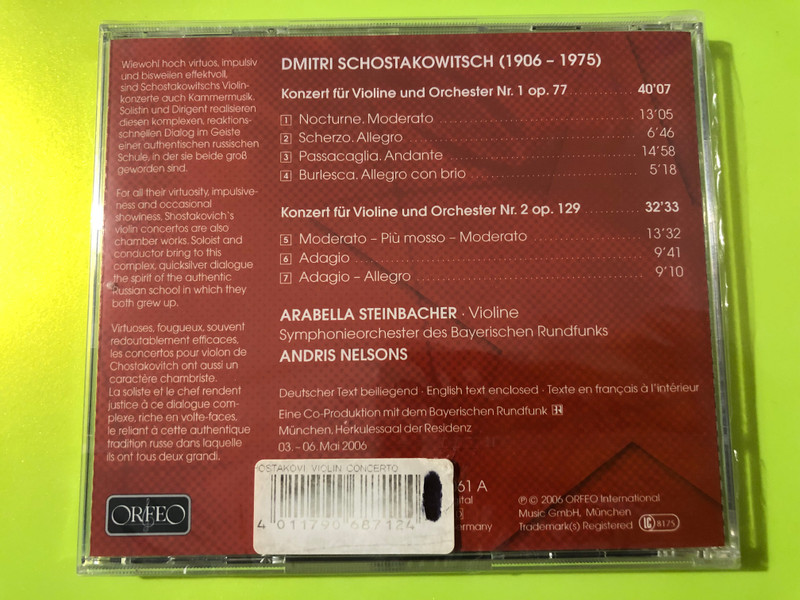 Wiewohl hoch virtuos, impulsiv
und bisweilen effektvoll,
sind Schostakowitschs Violin-
konzerte auch Kammermusik.
Solistin und Dirigent realisieren
diesen komplexen, reaktions-
schnellen Dialog im Geiste
einer authentischen russischen
Schule, in der sie beide groß
geworden sind.
For all their virtuosity, impulsive-
ness and occasional
showiness, Shostakovich's
violin concertos are also
chamber works. Soloist and
conductor bring to this
complex, quicksilver dialogue
the spirit of the authentic
Russian school in which they
both grew up.
Virtuoses, fougueux, souvent
redoutablement efficaces,
les concertos pour violon de
Chostakovitch ont aussi un
caractère chambriste.
La soliste et le chef rendent
justice à ce dialogue com-
plexe, riche en volte-faces,
le reliant à cette authentique
tradition russe dans laquelle
ils ont tous deux grandi.
ORFEO
DMITRI SCHOSTAKOWITSCH (1906 – 1975)
Konzert für Violine und Orchester Nr. 1 op. 77 40'07
1 Nocturne. Moderato 13'05
2 Scherzo. Allegro 6'46
3 Passacaglia. Andante 14'58
4 Burlesca. Allegro con brio 5'18
Konzert für Violine und Orchester Nr. 2 op. 129 32'33
5 Moderato – Più mosso – Moderato 13'32
6 Adagio 9'41
7 Adagio – Allegro 9'10
ARABELLA STEINBACHER · Violine
Symphonieorchester des Bayerischen Rundfunks
ANDRIS NELSONS
Deutscher Text beiliegend · English text enclosed · Texte en français à l'intérieur
Eine Co-Produktion mit dem Bayerischen Rundfunk BR
München, Herkulessaal der Residenz
03. – 06. Mai 2006
OSTAKOVI VIOLIN CONCERTO
4 011790 687124
61 A
ital
ermany
℗ © 2006 ORFEO International
Music GmbH, München
Trademark(s) Registered LC 8175